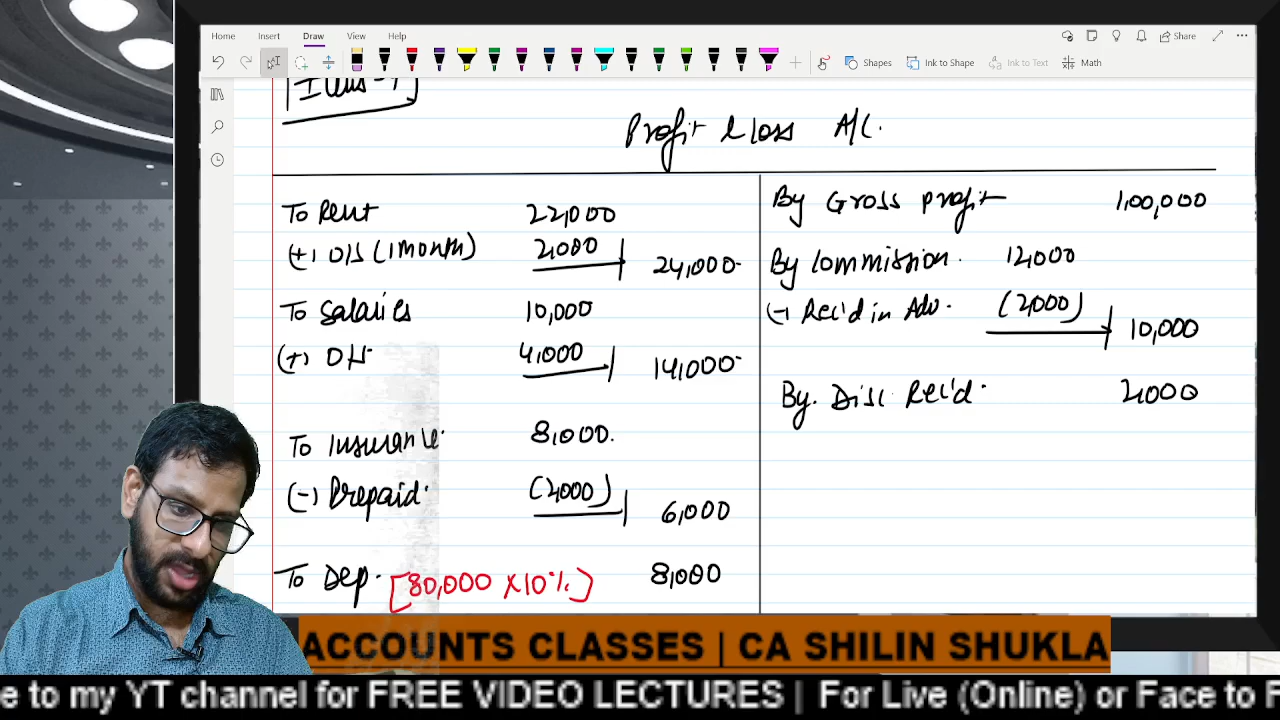 Home Insert Draw View Help
Share
Shapes Ink to Shape Ink to Text Math
Illus-1
Profit & loss A/C.
To Rent 22,000
(+) O/S (1 month) 2,000 24,000
To Salaries 10,000
(+) O/S 4,000 14,000
To Insurance 8,000
(-) Prepaid (2,000) 6,000
To Dep. [80,000 x 10%] 8,000
By Gross profit 1,00,000
By Commission 12,000
(-) Rec'd in Adv. (2,000) 10,000
By Disc Rec'd 2,000
ACCOUNTS CLASSES | CA SHILIN SHUKLA
e to my YT channel for FREE VIDEO LECTURES | For Live (Online) or Face to F